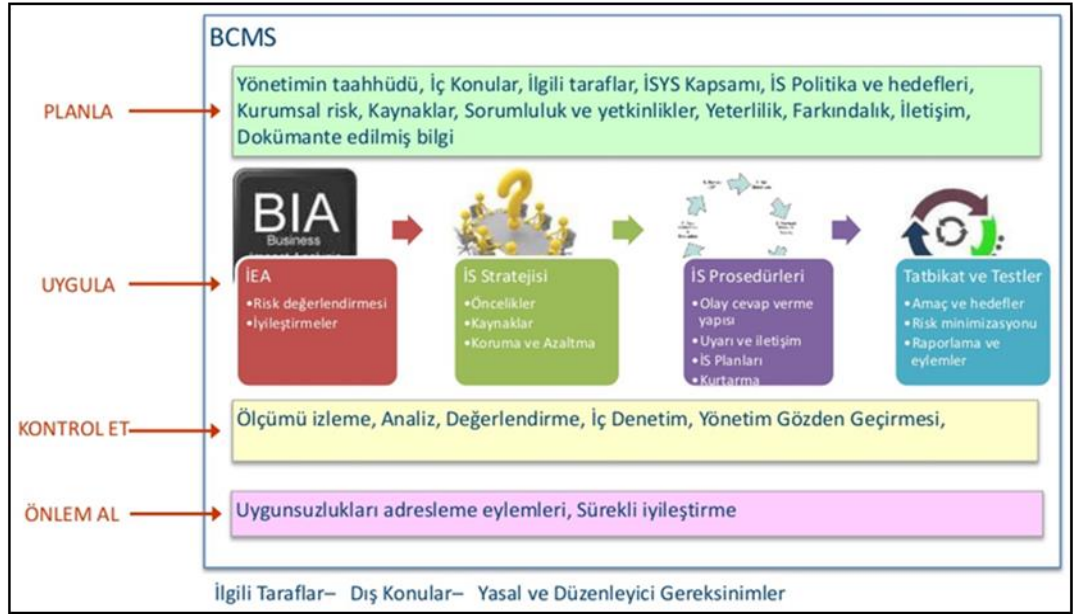 BCMS
PLANLA
Yönetimin taahhüdü, İç Konular, İlgili taraflar, İSYS Kapsamı, İS Politika ve hedefleri,
Kurumsal risk, Kaynaklar, Sorumluluk ve yetkinlikler, Yeterlilik, Farkındalık, İletişim,
Dokümante edilmiş bilgi
UYGULA
BIA
Business
İEA
•Risk değerlendirmesi
•İyileştirmeler
İS Stratejisi
•Öncelikler
•Kaynaklar
•Koruma ve Azaltma
İS Prosedürleri
•Olay cevap verme
yapısı
•Uyarı ve iletişim
•İS Planları
•Kurtarma
Tatbikat ve Testler
•Amaç ve hedefler
•Risk minimizasyonu
•Raporlama ve
eylemler
KONTROL ET
Ölçümü izleme, Analiz, Değerlendirme, İç Denetim, Yönetim Gözden Geçirmesi,
ÖNLEM AL
Uygunsuzlukları adresleme eylemleri, Sürekli iyileştirme
İlgili Taraflar– Dış Konular– Yasal ve Düzenleyici Gereksinimler